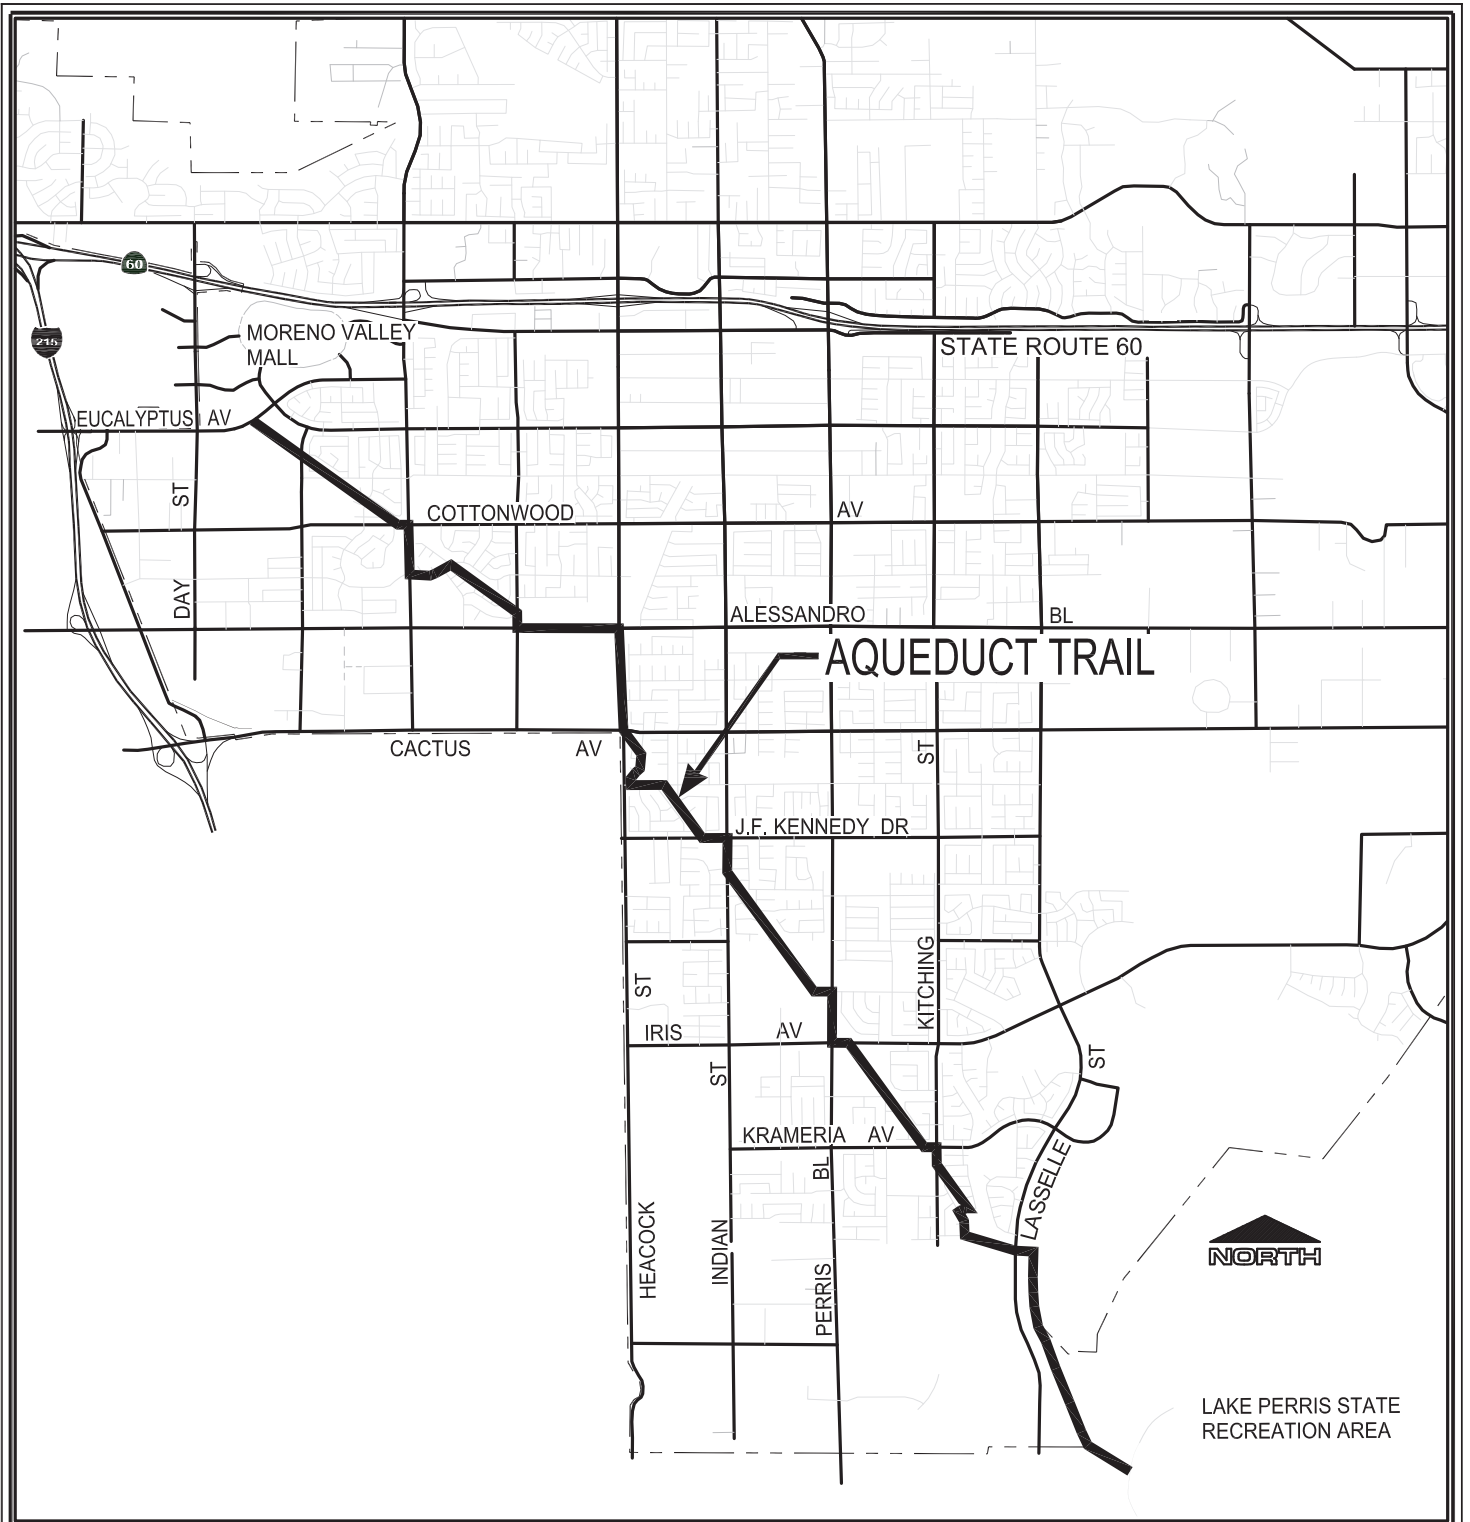 60
215
MORENO VALLEY
MALL
STATE ROUTE 60
EUCALYPTUS AV
ST
COTTONWOOD
AV
DAY
ALESSANDRO
BL
AQUEDUCT TRAIL
CACTUS
AV
ST
J.F. KENNEDY DR
KITCHING
ST
IRIS
AV
ST
ST
KRAMERIA AV
BL
LASSELLE
HEACOCK
INDIAN
PERRIS
NORTH
LAKE PERRIS STATE
RECREATION AREA